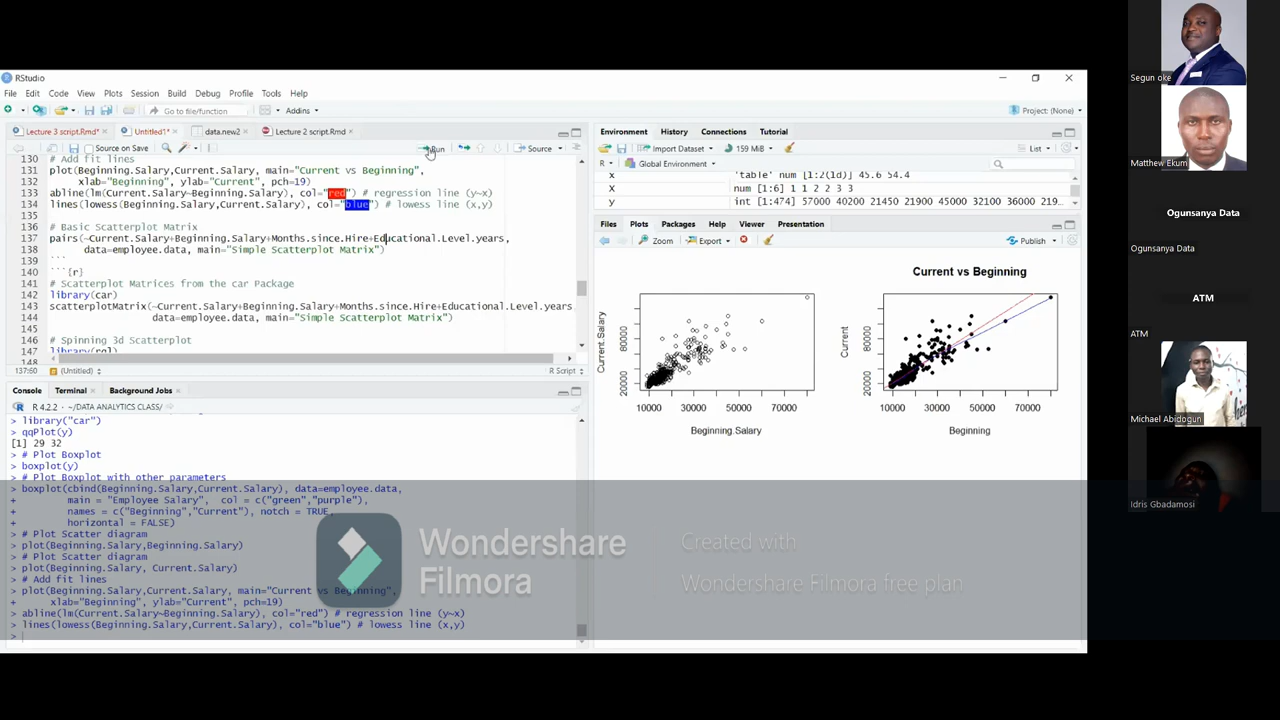 RStudio
File Edit Code View Plots Session Build Debug Profile Tools Help
Go to file/function
Addins
Project: (None)
Lecture 3 script.Rmd* Untitled1* data.new2 Lecture 2 script.Rmd
Source on Save Run Source
130 # Add fit lines
131 plot(Beginning.Salary,Current.Salary, main="Current vs Beginning",
132 xlab="Beginning", ylab="Current", pch=19)
133 abline(lm(Current.Salary~Beginning.Salary), col="red") # regression line (y~x)
134 lines(lowess(Beginning.Salary,Current.Salary), col="blue") # lowess line (x,y)
135
136 # Basic Scatterplot Matrix
137 pairs(~Current.Salary+Beginning.Salary+Months.since.Hire+Educational.Level.years,
138 data=employee.data, main="Simple Scatterplot Matrix")
139 ```
140 ```{r}
141 # Scatterplot Matrices from the car Package
142 library(car)
143 scatterplotMatrix(~Current.Salary+Beginning.Salary+Months.since.Hire+Educational.Level.years
144 data=employee.data, main="Simple Scatterplot Matrix")
145
146 # Spinning 3d Scatterplot
147 library(rgl)
148
137:60 (Untitled) R Script
Console Terminal Background Jobs
R 4.2.2 · ~/DATA ANALYTICS CLASS/
> library("car")
> qqPlot(y)
[1] 29 32
> # Plot Boxplot
> boxplot(y)
> # Plot Boxplot with other parameters
> boxplot(cbind(Beginning.Salary,Current.Salary), data=employee.data,
+ main = "Employee Salary", col = c("green","purple"),
+ names = c("Beginning","Current"), notch = TRUE,
+ horizontal = FALSE)
> # Plot Scatter diagram
> plot(Beginning.Salary,Beginning.Salary)
> # Plot Scatter diagram
> plot(Beginning.Salary, Current.Salary)
> # Add fit lines
> plot(Beginning.Salary,Current.Salary, main="Current vs Beginning",
+ xlab="Beginning", ylab="Current", pch=19)
> abline(lm(Current.Salary~Beginning.Salary), col="red") # regression line (y~x)
> lines(lowess(Beginning.Salary,Current.Salary), col="blue") # lowess line (x,y)
>
Environment History Connections Tutorial
Import Dataset 159 MiB List
R Global Environment
x 'table' num [1:2(1d)] 45.6 54.4
X num [1:6] 1 1 2 2 3 3
y int [1:474] 57000 40200 21450 21900 45000 32100 36000 219…
Files Plots Packages Help Viewer Presentation
Zoom Export Publish
Current.Salary
20000 80000
10000 30000 50000 70000
Beginning.Salary
Current vs Beginning
Current
20000 80000
10000 30000 50000 70000
Beginning
Wondershare
Filmora
Created with
Wondershare Filmora free plan
Segun oke
Matthew Ekum
Ogunsanya Data
Ogunsanya Data
ATM
ATM
Michael Abidogun
Idris Gbadamosi